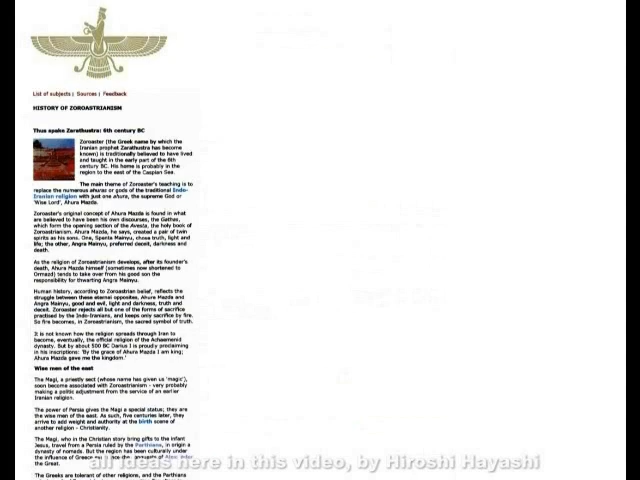 List of subjects | Sources | Feedback
HISTORY OF ZOROASTRIANISM
Thus spake Zarathustra: 6th century BC
Zoroaster (the Greek name by which the
Iranian prophet Zarathustra has become
known) is traditionally believed to have lived
and taught in the early part of the 6th
century BC. His home is probably in the
region to the east of the Caspian Sea.
The main theme of Zoroaster's teaching is to
replace the numerous ahuras or gods of the traditional Indo-
Iranian religion with just one ahura, the supreme God or
'Wise Lord', Ahura Mazda.
Zoroaster's original concept of Ahura Mazda is found in what
are believed to have been his own discourses, the Gathas,
which form the opening section of the Avesta, the holy book of
Zoroastrianism. Ahura Mazda, he says, created a pair of twin
spirits as his sons. One, Spenta Mainyu, chose truth, light and
life; the other, Angra Mainyu, preferred deceit, darkness and
death.
As the religion of Zoroastrianism develops, after its founder's
death, Ahura Mazda himself (sometimes now shortened to
Ormazd) tends to take over from his good son the
responsibility for thwarting Angra Mainyu.
Human history, according to Zoroastrian belief, reflects the
struggle between these eternal opposites, Ahura Mazda and
Angra Mainyu, good and evil, light and darkness, truth and
deceit. Zoroaster rejects all but one of the forms of sacrifice
practised by the Indo-Iranians, and keeps only sacrifice by fire.
So fire becomes, in Zoroastrianism, the sacred symbol of truth.
It is not known how the religion spreads through Iran to
become, eventually, the official religion of the Achaemenid
dynasty. But by about 500 BC Darius I is proudly proclaiming
in his inscriptions: 'By the grace of Ahura Mazda I am king;
Ahura Mazda gave me the kingdom.'
Wise men of the east
The Magi, a priestly sect (whose name has given us 'magic'),
soon become associated with Zoroastrianism - very probably
making a politic adjustment from the service of an earlier
Iranian religion.
The power of Persia gives the Magi a special status; they are
the wise men of the east. As such, five centuries later, they
arrive to add weight and authority at the birth scene of
another religion - Christianity.
The Magi, who in the Christian story bring gifts to the infant
Jesus, travel from a Persia ruled by the Parthians, in origin a
dynasty of nomads. But the region has been culturally under
the influence of Greece since the conquests of
the Great.
all ideas here in this video, by Hiroshi Hayashi
The Greeks are tolerant of other religions, and the Parthians